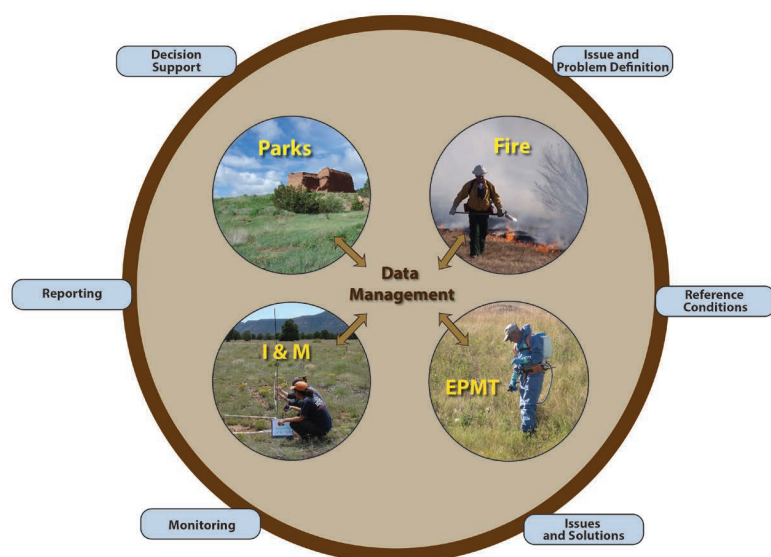 Decision
Support
Issue and
Problem Definition
Parks
Fire
Reporting
Data
Management
Reference
Conditions
I & M
EPMT
Monitoring
Issues
and Solutions